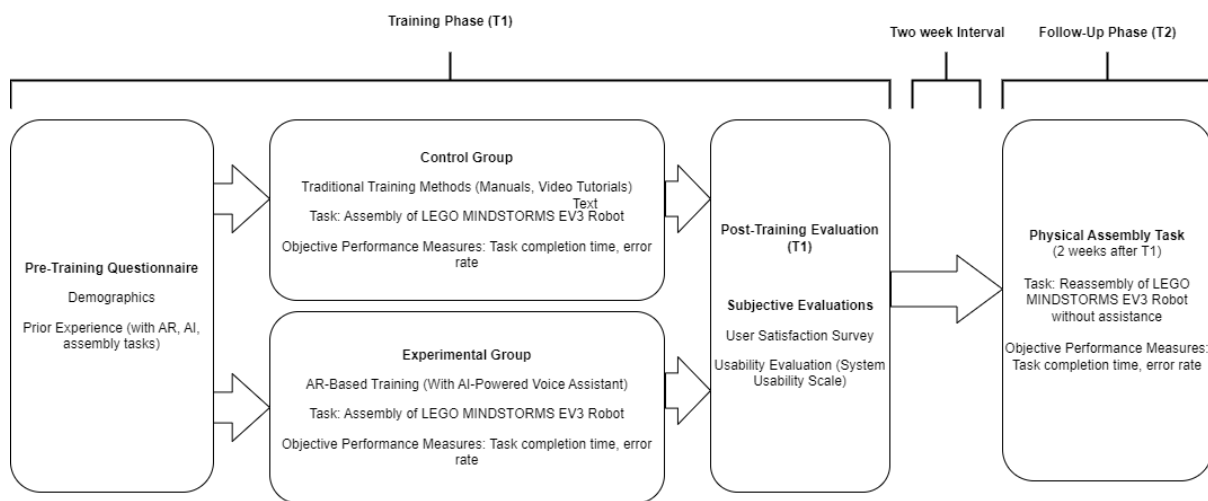 Training Phase (T1)
Two week Interval
Follow-Up Phase (T2)
Pre-Training Questionnaire
Demographics
Prior Experience (with AR, AI,
assembly tasks)
Control Group
Traditional Training Methods (Manuals, Video Tutorials)
Text
Task: Assembly of LEGO MINDSTORMS EV3 Robot
Objective Performance Measures: Task completion time, error
rate
Experimental Group
AR-Based Training (With AI-Powered Voice Assistant)
Task: Assembly of LEGO MINDSTORMS EV3 Robot
Objective Performance Measures: Task completion time, error
rate
Post-Training Evaluation
(T1)
Subjective Evaluations
User Satisfaction Survey
Usability Evaluation (System
Usability Scale)
Physical Assembly Task
(2 weeks after T1)
Task: Reassembly of LEGO
MINDSTORMS EV3 Robot
without assistance
Objective Performance Measures:
Task completion time, error rate